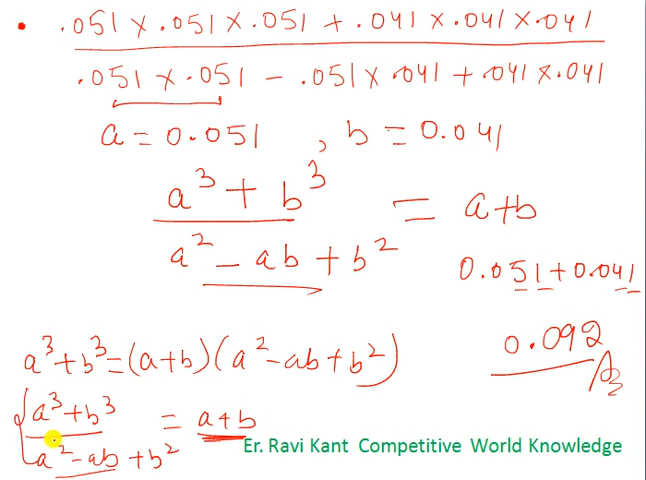 .051 × .051 × .051 + .041 × .041 × .041
.051 × .051 − .051 × .041 + .041 × .041
a = 0.051 , b = 0.041
a³ + b³
= a+b
a² − ab + b²
0.051 + 0.041
0.092
a³ + b³ = (a+b) (a² − ab + b²)
a³ + b³
= a+b
a² − ab + b²
Er. Ravi Kant Competitive World Knowledge